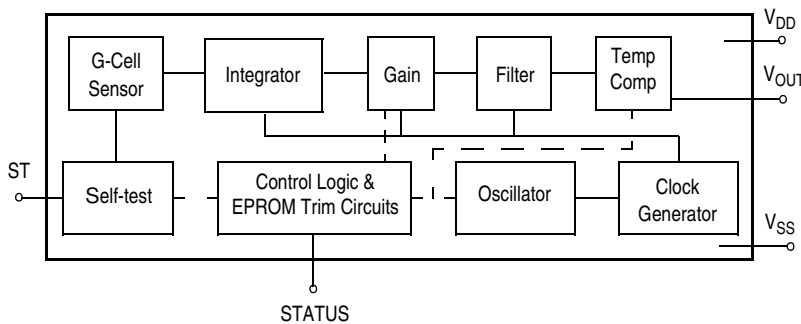 V_DD
G-Cell
Sensor
Integrator
Gain
Filter
Temp
Comp
V_OUT
ST
Self-test
Control Logic &
EPROM Trim Circuits
Oscillator
Clock
Generator
V_SS
STATUS